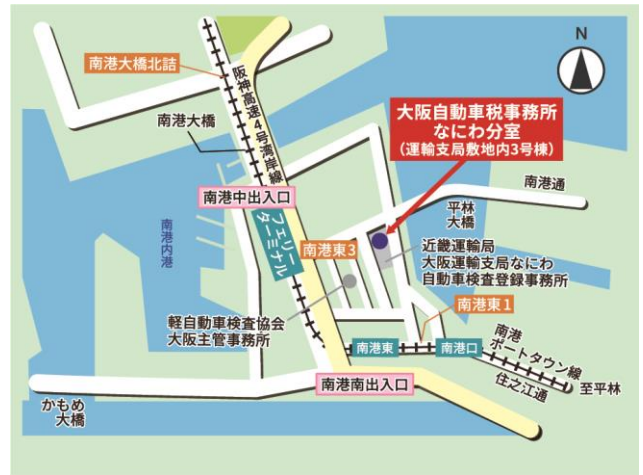 N
南港大橋北詰
阪神高速4号湾岸線
大阪自動車税事務所
なにわ分室
(運輸支局敷地内3号棟)
南港大橋
南港通
南港中出入口
平林
大橋
フェリー
ターミナル
南港内港
南港東3
近畿運輸局
大阪運輸支局なにわ
自動車検査登録事務所
軽自動車検査協会
大阪主管事務所
南港東1
南港東
南港口
南港
ポートタウン線
住之江通
至平林
南港南出入口
かもめ
大橋